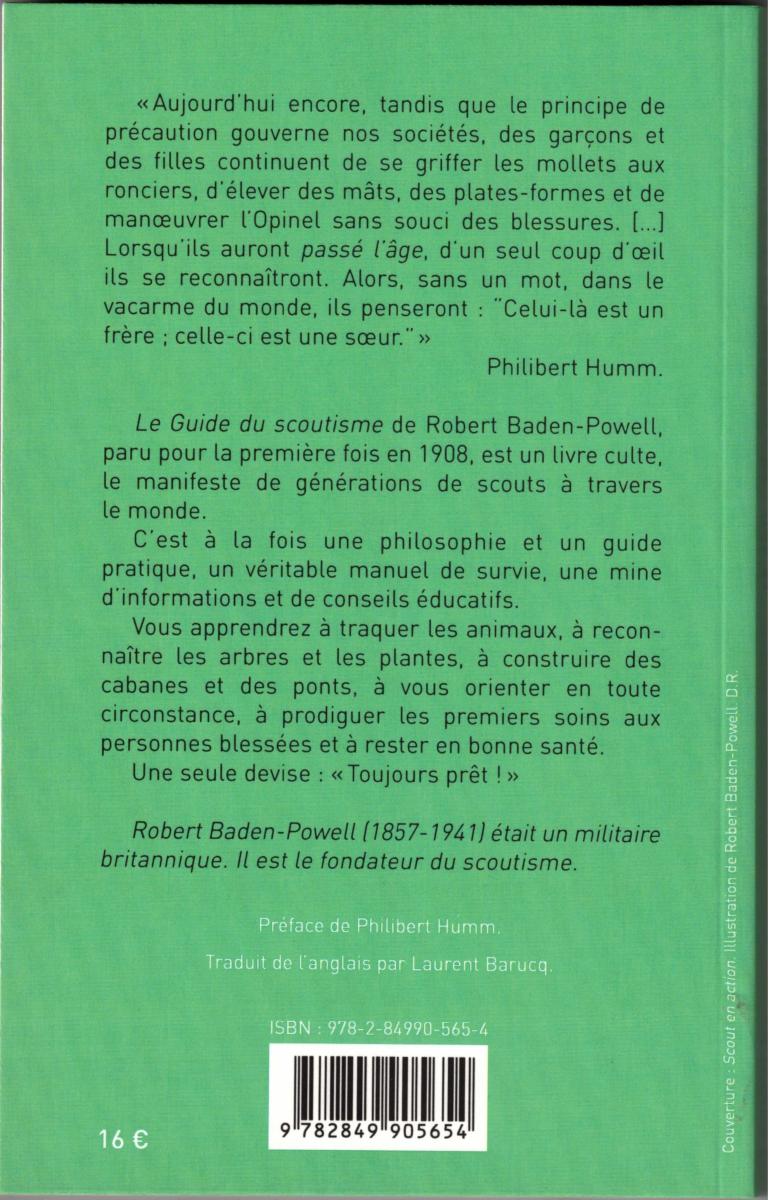 « Aujourd'hui encore, tandis que le principe de
précaution gouverne nos sociétés, des garçons et
des filles continuent de se griffer les mollets aux
ronciers, d'élever des mâts, des plates-formes et de
manœuvrer l'Opinel sans souci des blessures. [...]
Lorsqu'ils auront passé l'âge, d'un seul coup d'œil
ils se reconnaîtront. Alors, sans un mot, dans le
vacarme du monde, ils penseront : "Celui-là est un
frère ; celle-ci est une sœur." »
Philibert Humm.
Le Guide du scoutisme de Robert Baden-Powell,
paru pour la première fois en 1908, est un livre culte,
le manifeste de générations de scouts à travers
le monde.
C'est à la fois une philosophie et un guide
pratique, un véritable manuel de survie, une mine
d'informations et de conseils éducatifs.
Vous apprendrez à traquer les animaux, à recon-
naître les arbres et les plantes, à construire des
cabanes et des ponts, à vous orienter en toute
circonstance, à prodiguer les premiers soins aux
personnes blessées et à rester en bonne santé.
Une seule devise : « Toujours prêt ! »
Robert Baden-Powell (1857-1941) était un militaire
britannique. Il est le fondateur du scoutisme.
Préface de Philibert Humm.
Traduit de l'anglais par Laurent Barucq.
ISBN : 978-2-84990-565-4
9 782849 905654
16 €
Couverture : Scout en action. Illustration de Robert Baden-Powell. D.R.